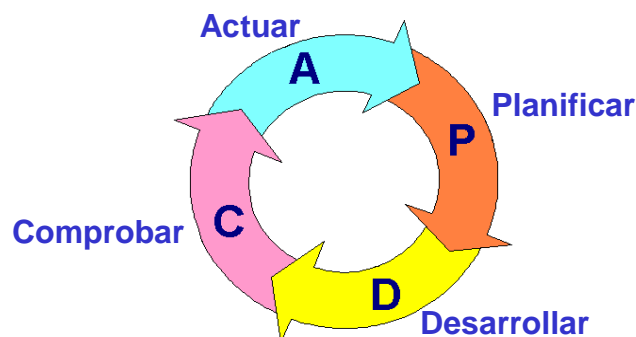 Actuar
A
Planificar
P
C
Comprobar
D
Desarrollar